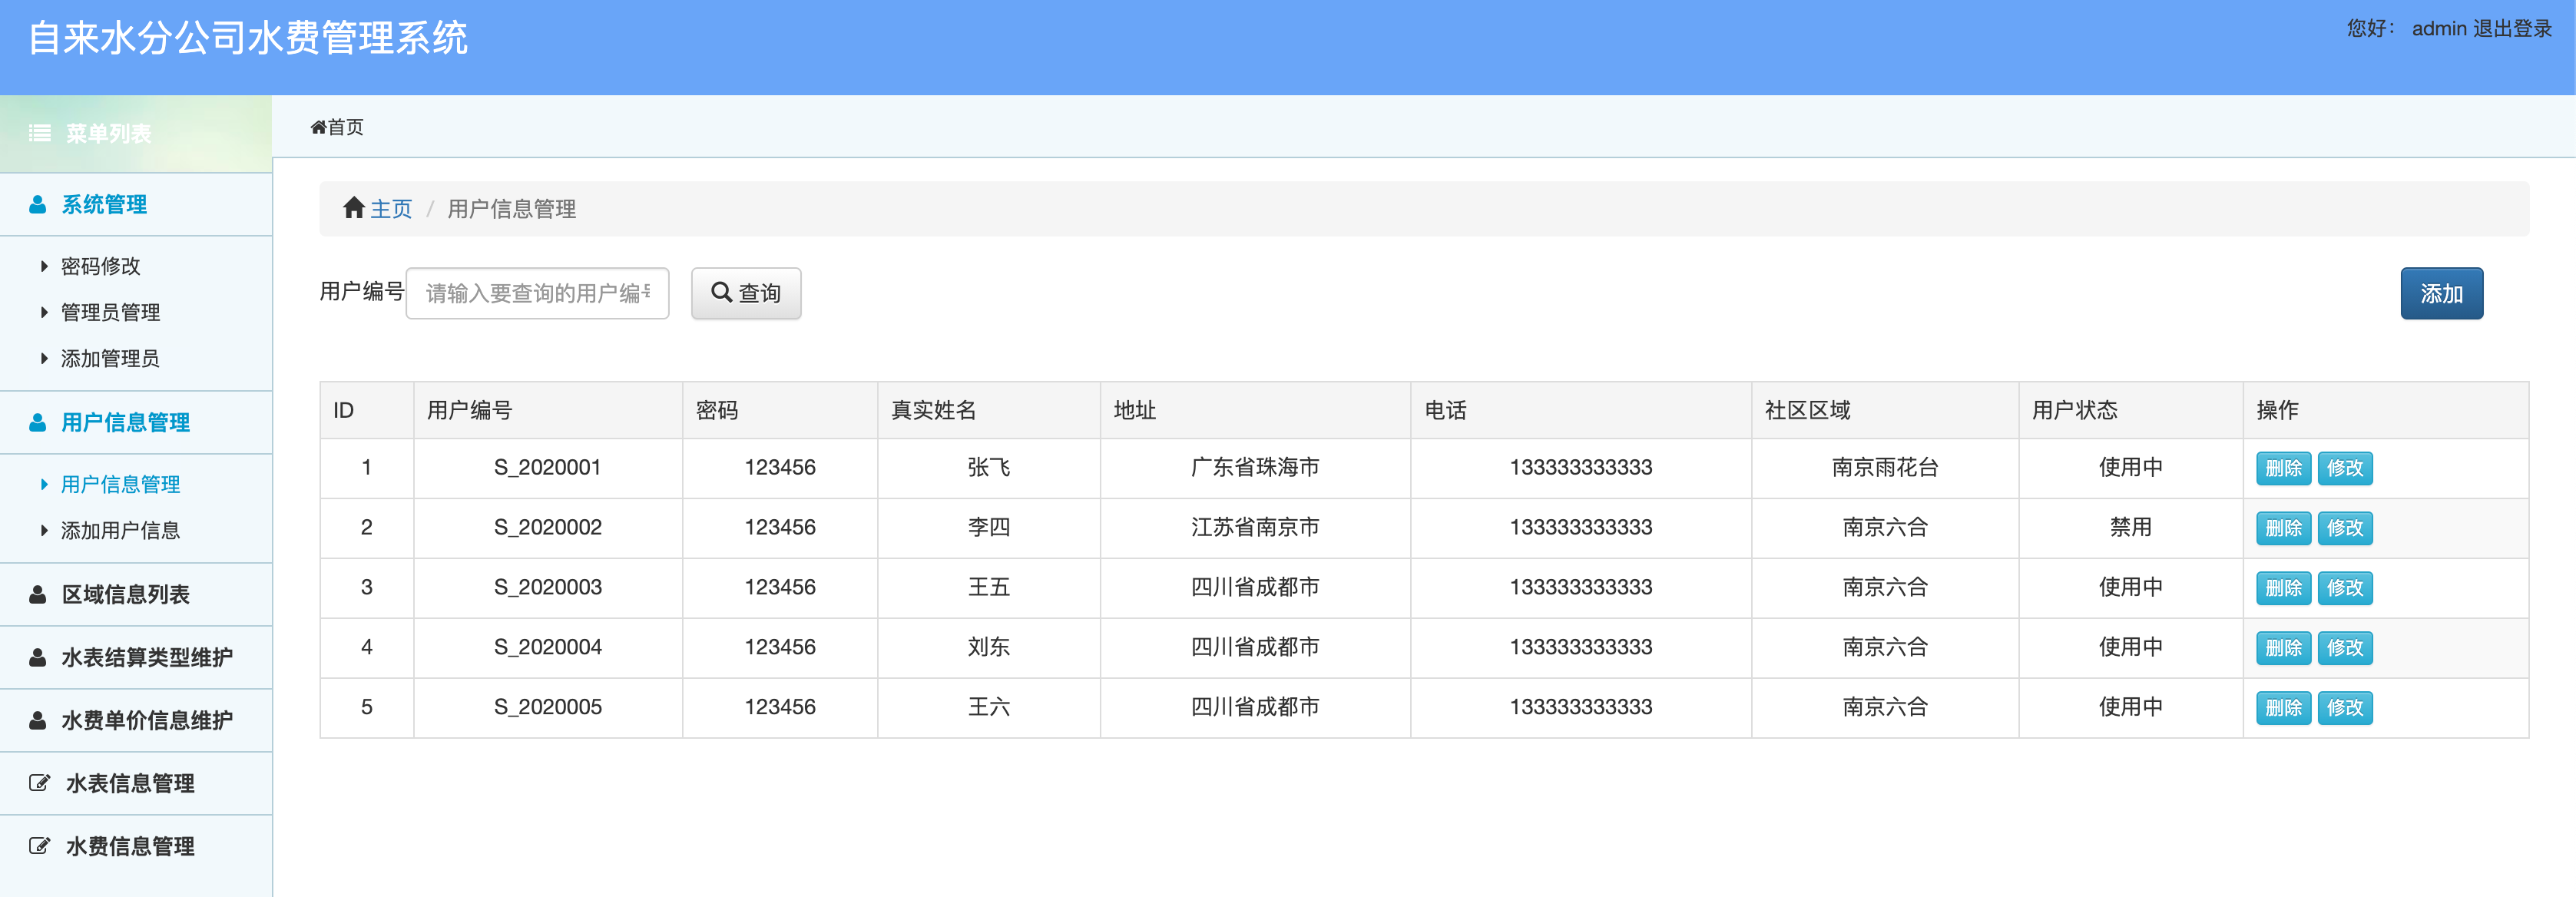 自来水分公司水费管理系统
您好： admin 退出登录
菜单列表
首页
系统管理
密码修改
管理员管理
添加管理员
用户信息管理
用户信息管理
添加用户信息
区域信息列表
水表结算类型维护
水费单价信息维护
水表信息管理
水费信息管理
主页 / 用户信息管理
用户编号 请输入要查询的用户编号 查询 添加
ID 用户编号 密码 真实姓名 地址 电话 社区区域 用户状态 操作
1 S_2020001 123456 张飞 广东省珠海市 133333333333 南京雨花台 使用中 删除 修改
2 S_2020002 123456 李四 江苏省南京市 133333333333 南京六合 禁用 删除 修改
3 S_2020003 123456 王五 四川省成都市 133333333333 南京六合 使用中 删除 修改
4 S_2020004 123456 刘东 四川省成都市 133333333333 南京六合 使用中 删除 修改
5 S_2020005 123456 王六 四川省成都市 133333333333 南京六合 使用中 删除 修改